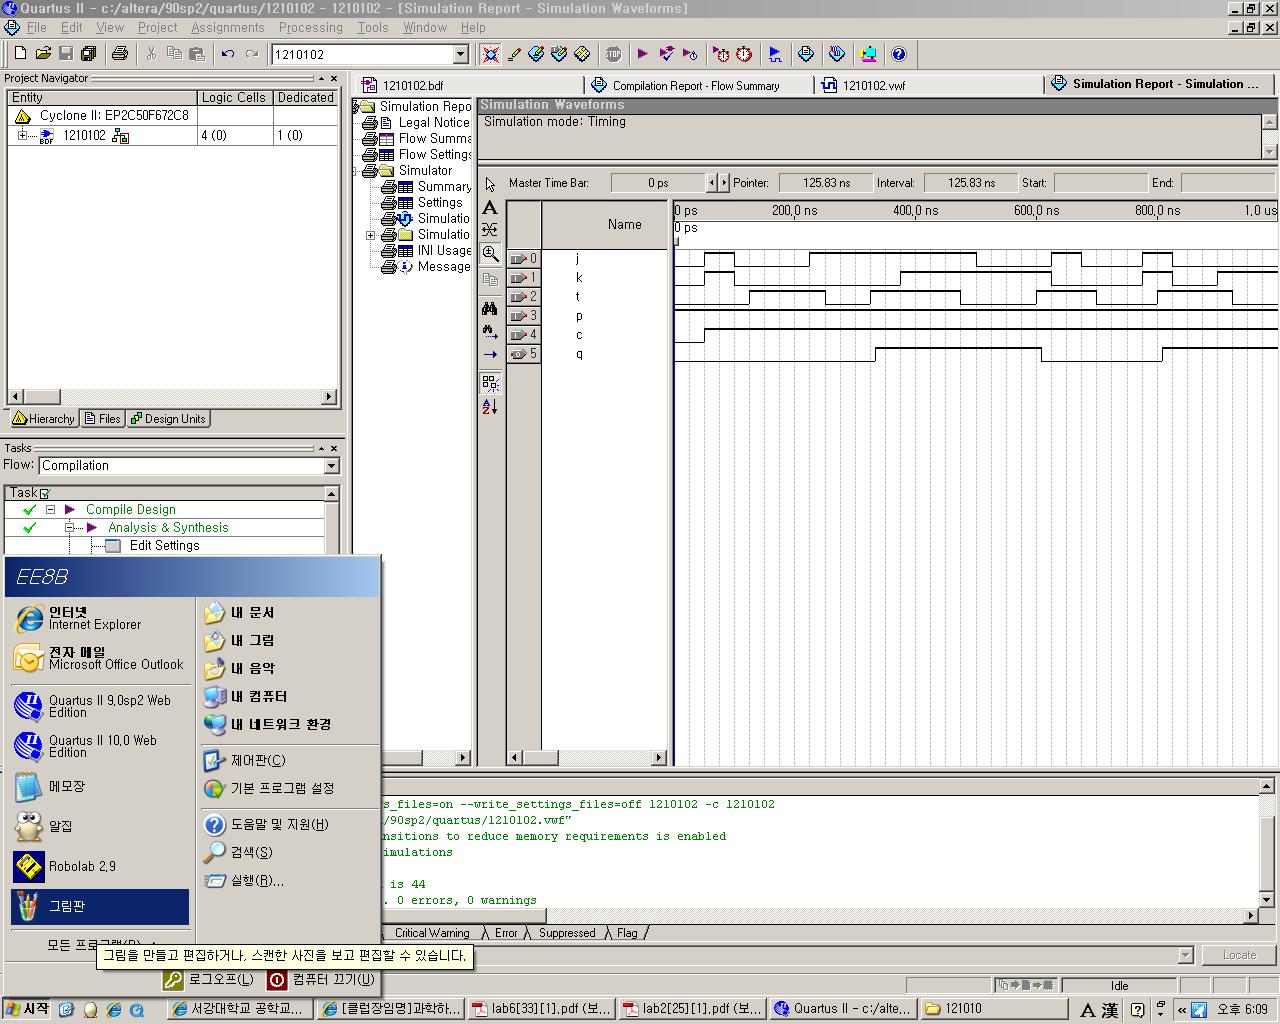 Quartus II - c:/altera/90sp2/quartus/1210102 - 1210102 - [Simulation Report - Simulation Waveforms]
File Edit View Project Assignments Processing Tools Window Help
1210102
Project Navigator
Entity Logic Cells Dedicated
Cyclone II: EP2C50F672C8
BDF 1210102 4 (0) 1 (0)
Hierarchy Files Design Units
Tasks
Flow: Compilation
Task
Compile Design
Analysis & Synthesis
Edit Settings
1210102.bdf Compilation Report - Flow Summary 1210102.vwf Simulation Report - Simulation ...
Simulation Repo
Legal Notice
Flow Summa
Flow Settings
Simulator
Summary
Settings
Simulatio
Simulatio
INI Usage
Message
Simulation Waveforms
Simulation mode: Timing
Master Time Bar: 0 ps Pointer: 125.83 ns Interval: 125.83 ns Start: End:
Name
0 ps 200,0 ns 400,0 ns 600,0 ns 800,0 ns 1,0 us
0 ps
0 j
1 k
2 t
3 p
4 c
5 q
EE8B
인터넷
Internet Explorer
전자 메일
Microsoft Office Outlook
Quartus II 9,0sp2 Web
Edition
Quartus II 10,0 Web
Edition
메모장
알집
Robolab 2,9
그림판
모든 프로그램(P)
내 문서
내 그림
내 음악
내 컴퓨터
내 네트워크 환경
제어판(C)
기본 프로그램 설정
도움말 및 지원(H)
검색(S)
실행(R)...
그림을 만들고 편집하거나, 스캔한 사진을 보고 편집할 수 있습니다.
로그오프(L) 컴퓨터 끄기(U)
s_files=on --write_settings_files=off 1210102 -c 1210102
/90sp2/quartus/1210102.vwf"
nsitions to reduce memory requirements is enabled
imulations
is 44
. 0 errors, 0 warnings
Critical Warning Error Suppressed Flag
Locate
Idle
시작 서강대학교 공학교... [클럽장임명]과학하... lab6[33][1].pdf (보... lab2[25][1].pdf (보... Quartus II - c:/alte... 121010 A 漢 오후 6:09